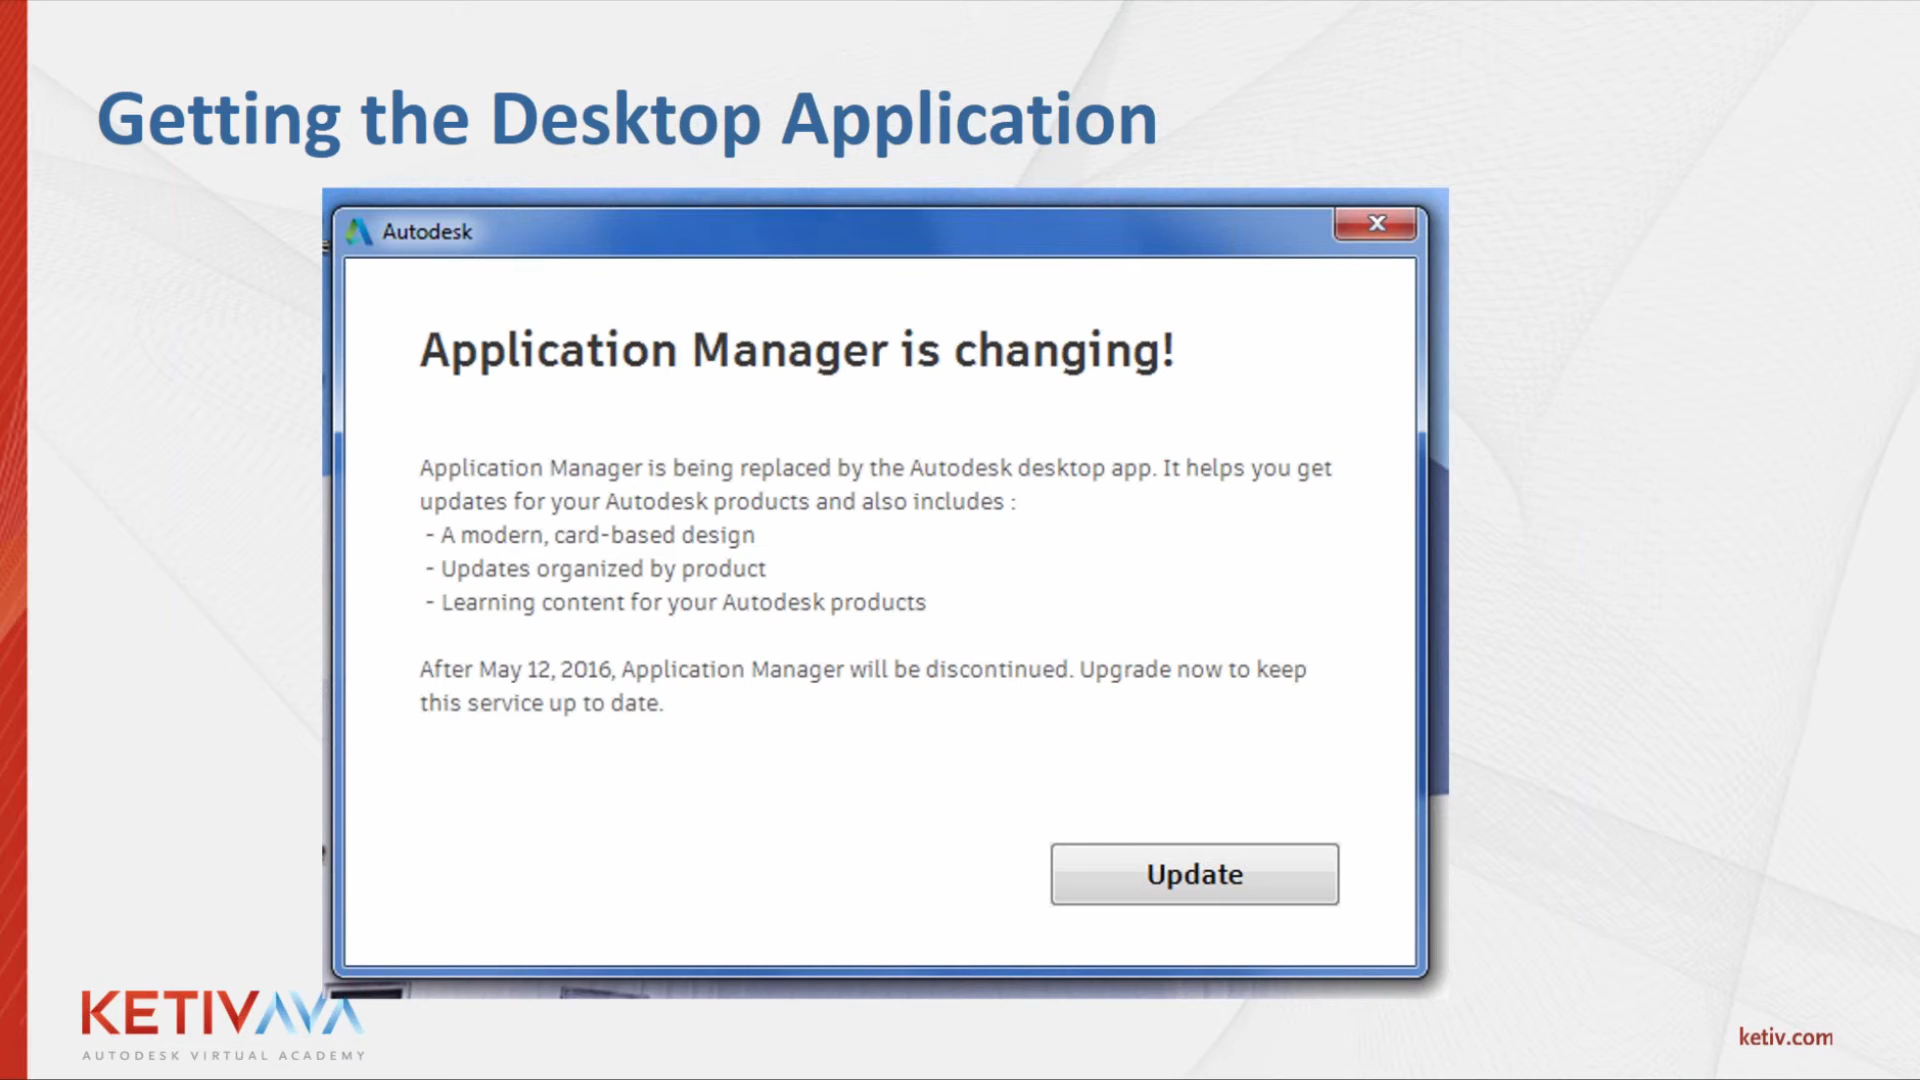 Getting the Desktop Application
Autodesk
Application Manager is changing!
Application Manager is being replaced by the Autodesk desktop app. It helps you get
updates for your Autodesk products and also includes :
- A modern, card-based design
- Updates organized by product
- Learning content for your Autodesk products
After May 12, 2016, Application Manager will be discontinued. Upgrade now to keep
this service up to date.
Update
KETIVAVA
AUTODESK VIRTUAL ACADEMY
ketiv.com